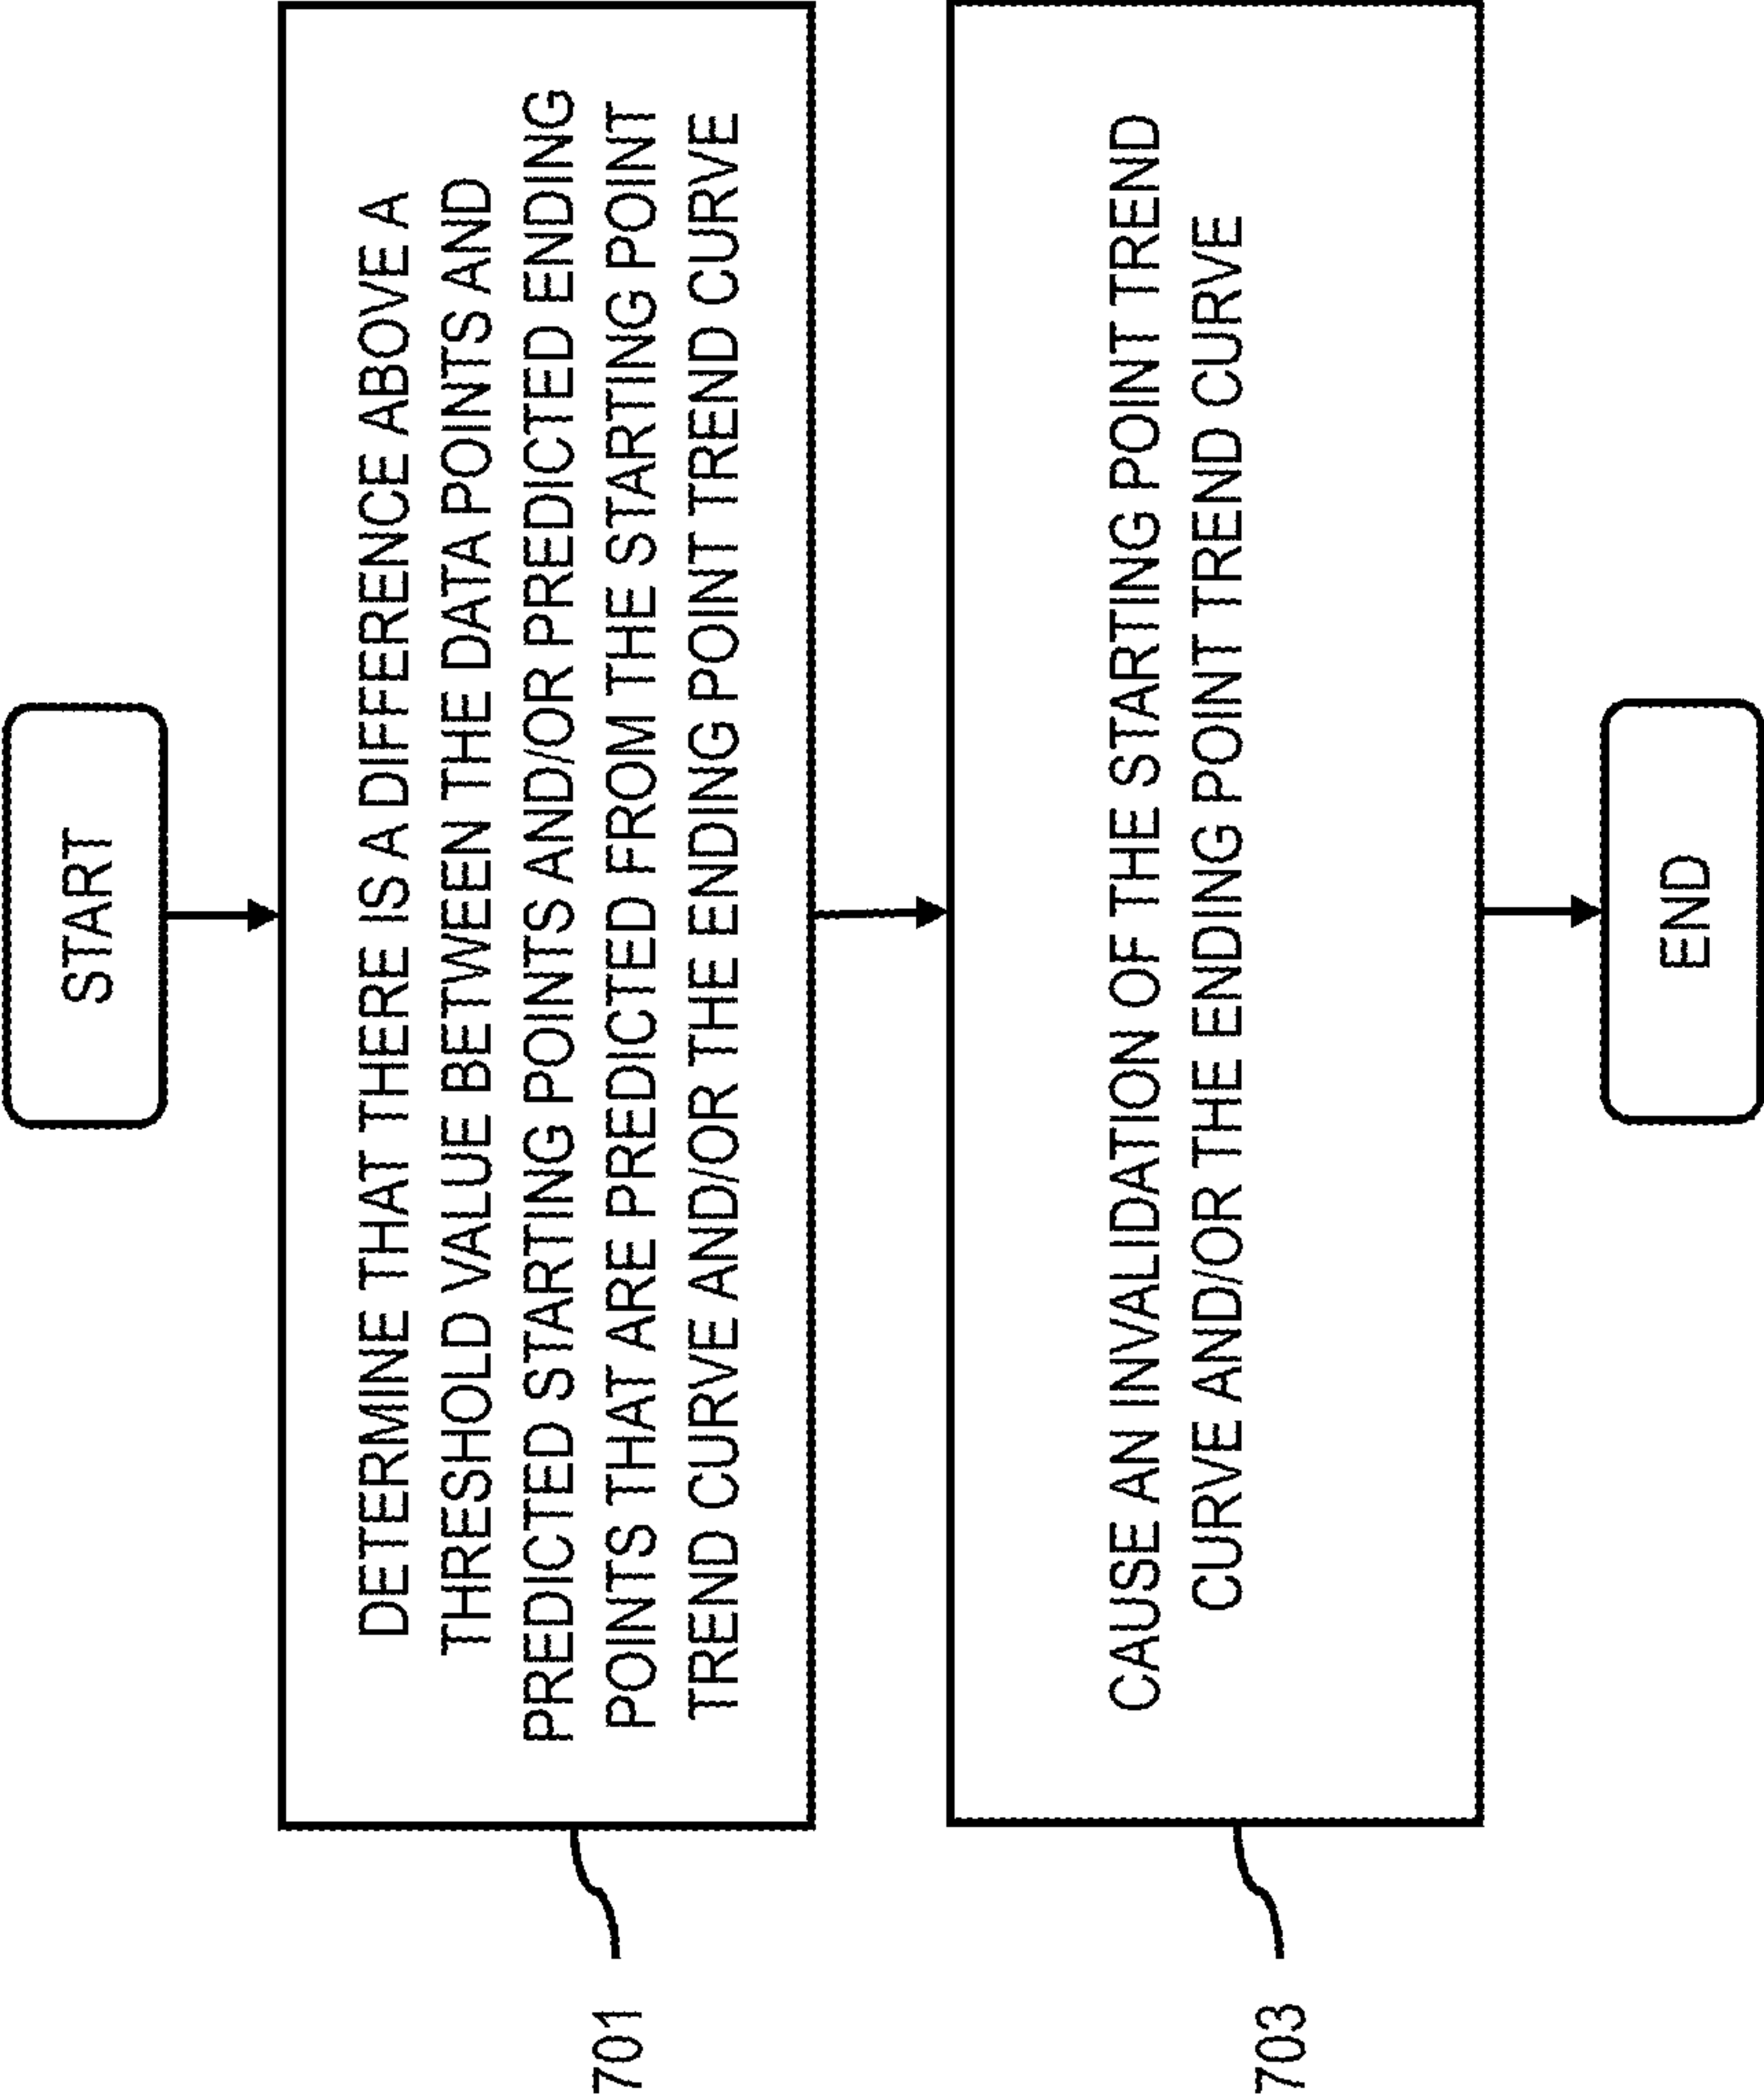 START
DETERMINE THAT THERE IS A DIFFERENCE ABOVE A
THRESHOLD VALUE BETWEEN THE DATA POINTS AND
PREDICTED STARTING POINTS AND/OR PREDICTED ENDING
POINTS THAT ARE PREDICTED FROM THE STARTING POINT
TREND CURVE AND/OR THE ENDING POINT TREND CURVE
701
CAUSE AN INVALIDATION OF THE STARTING POINT TREND
CURVE AND/OR THE ENDING POINT TREND CURVE
703
END